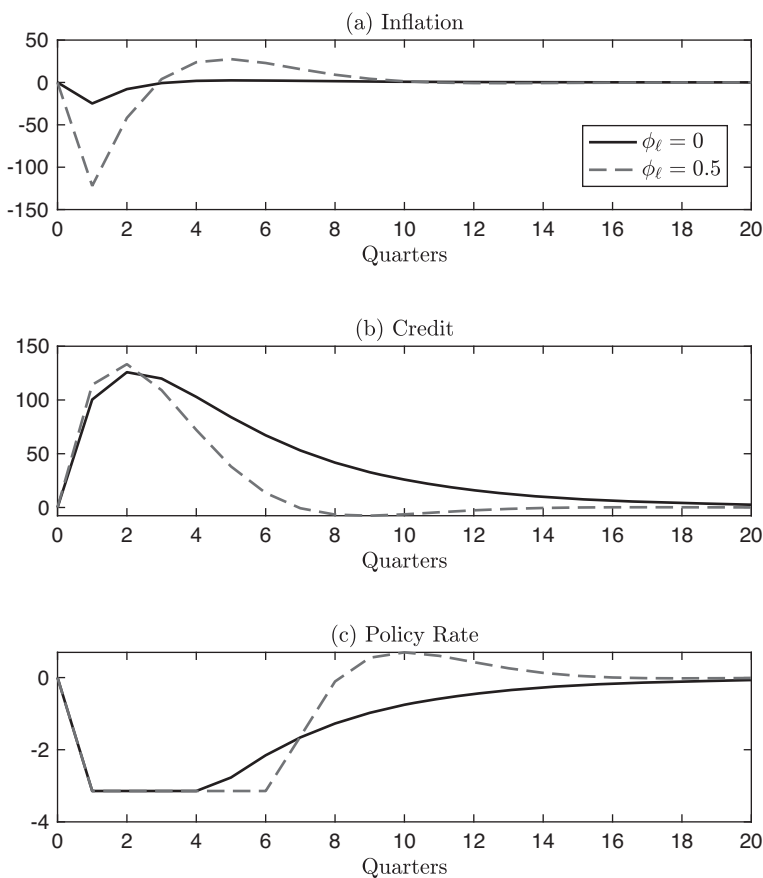 (a) Inflation
50
0
-50
-100
-150
ϕℓ = 0
ϕℓ = 0.5
0 2 4 6 8 10 12 14 16 18 20
Quarters
(b) Credit
150
100
50
0
0 2 4 6 8 10 12 14 16 18 20
Quarters
(c) Policy Rate
0
-2
-4
0 2 4 6 8 10 12 14 16 18 20
Quarters